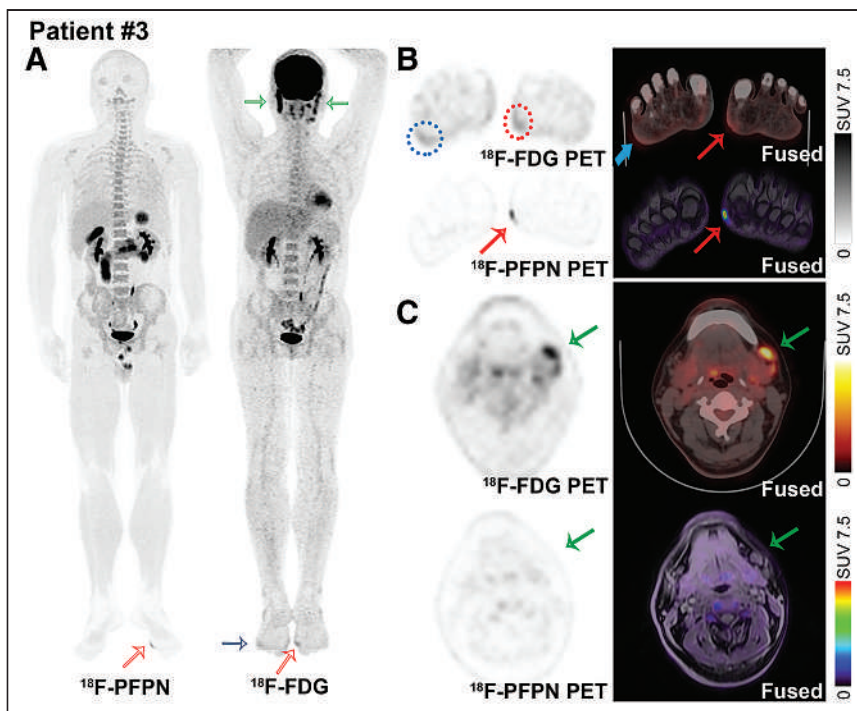 Patient #3
A
B
C
¹⁸F-PFPN
¹⁸F-FDG
¹⁸F-FDG PET
Fused
¹⁸F-PFPN PET
Fused
0 SUV 7.5
¹⁸F-FDG PET
Fused
¹⁸F-PFPN PET
Fused
0 SUV 7.5
0 SUV 7.5